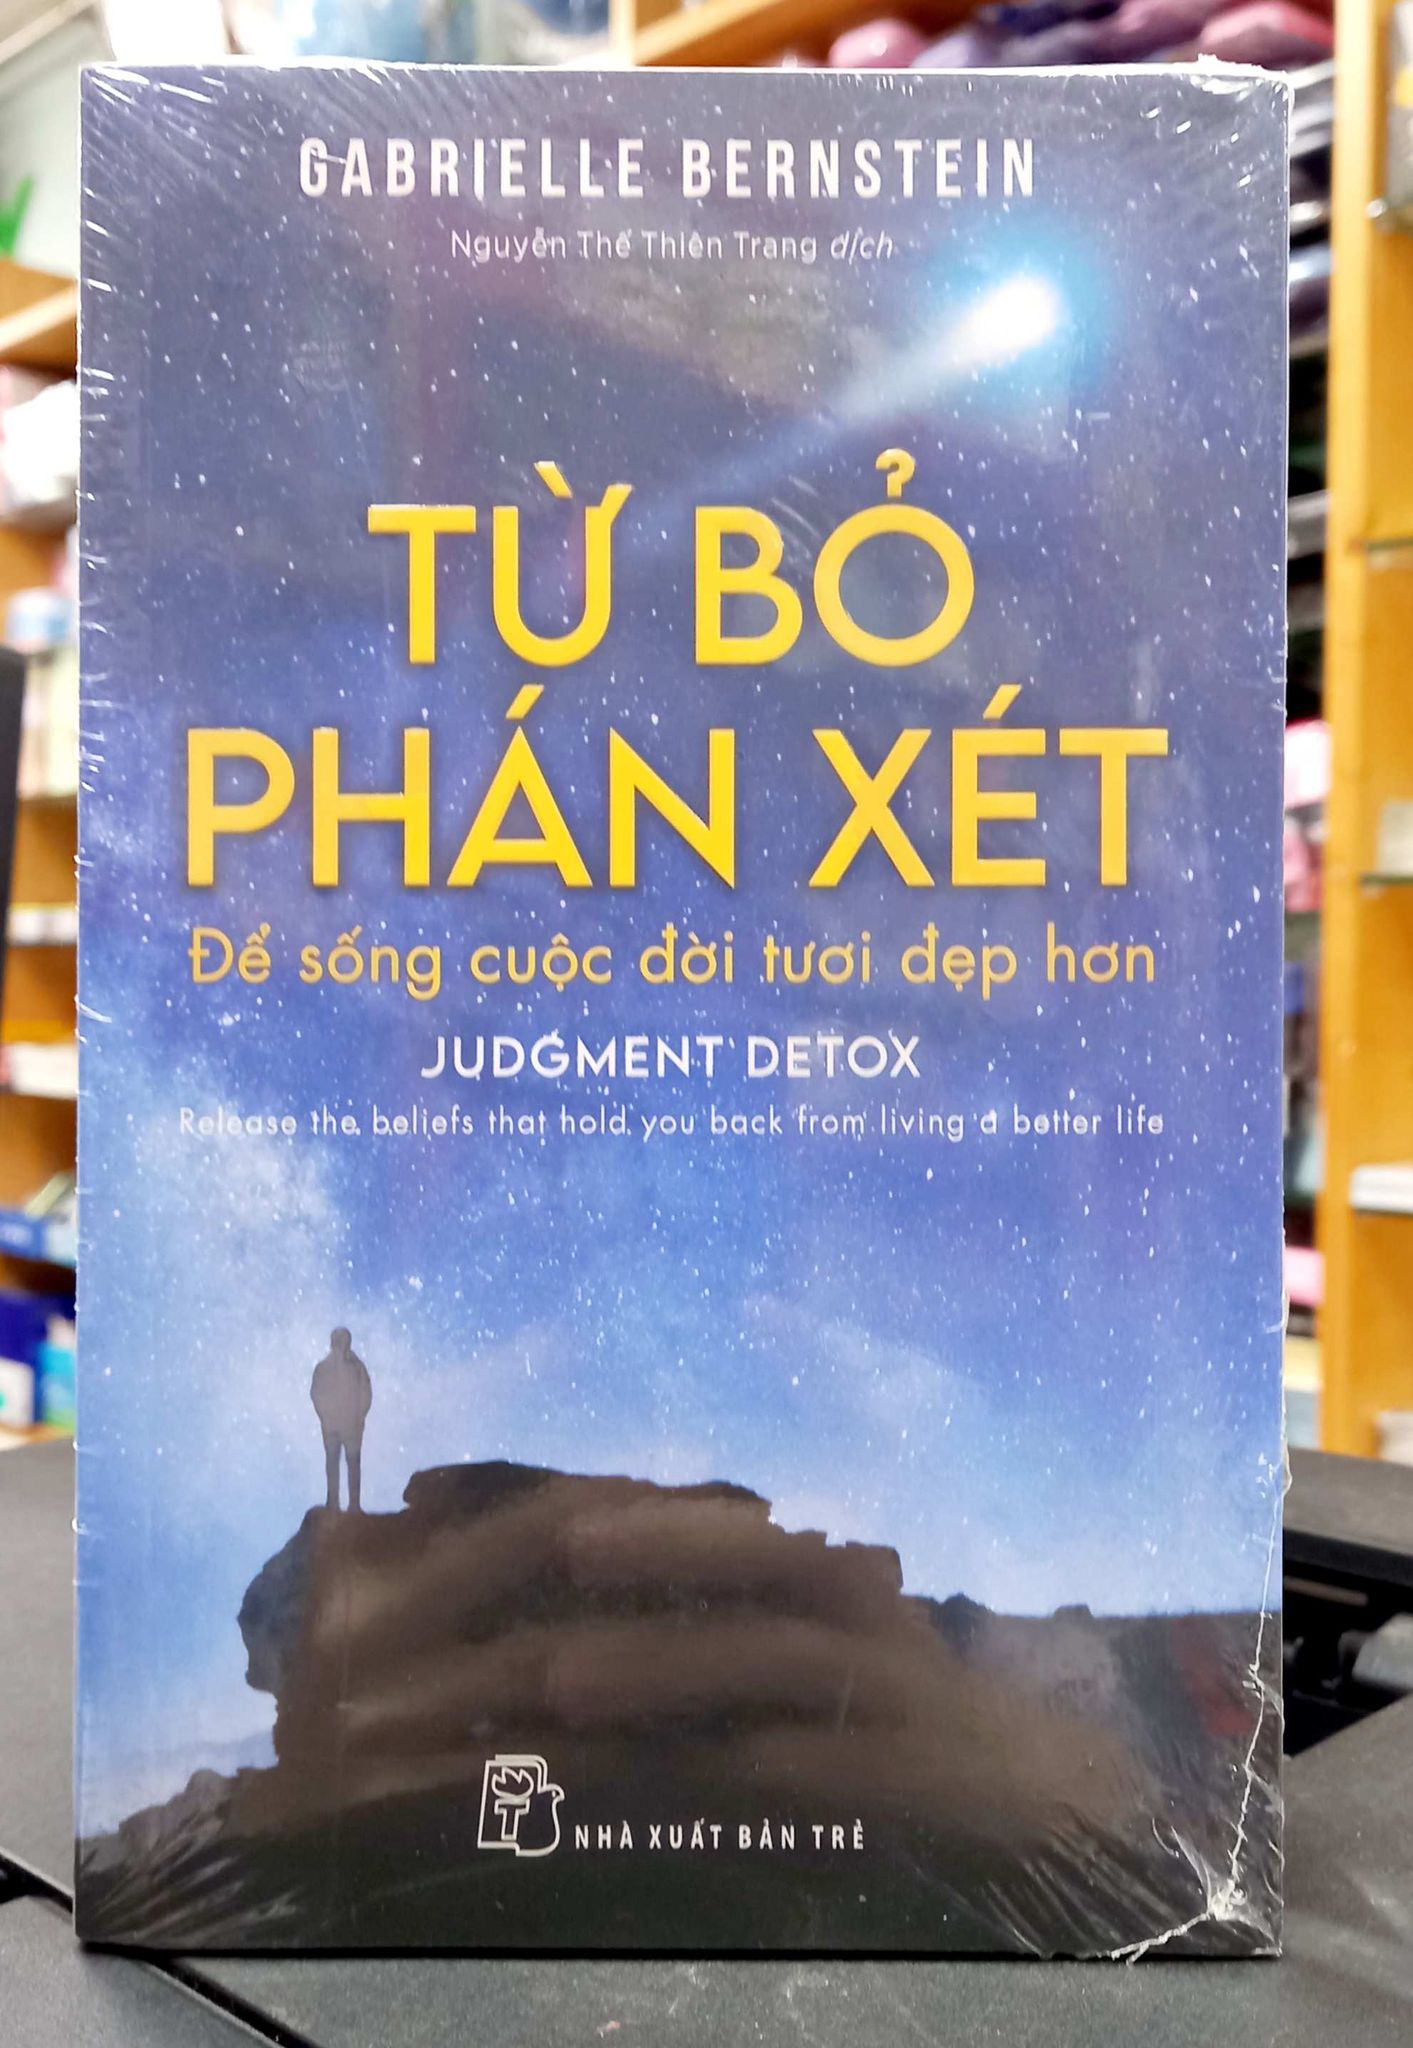 GABRIELLE BERNSTEIN
Nguyễn Thế Thiên Trang dịch
TỪ BỎ
PHÁN XÉT
Để sống cuộc đời tươi đẹp hơn
JUDGMENT DETOX
Release the beliefs that hold you back from living a better life
NHÀ XUẤT BẢN TRẺ